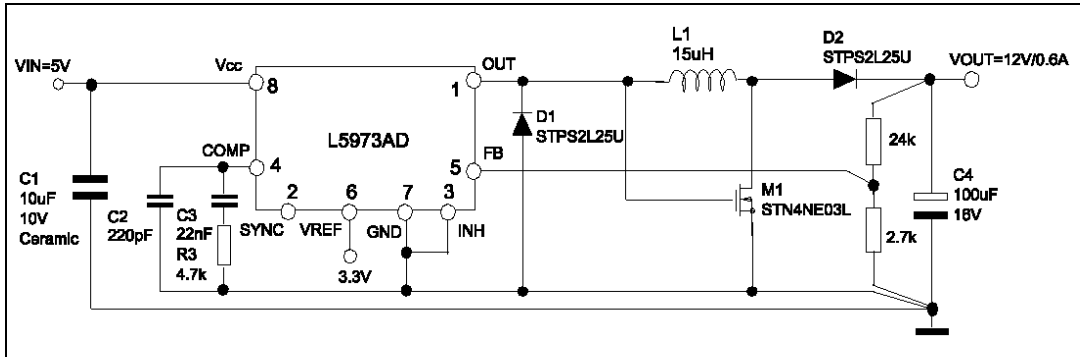 VIN=5V
Vcc
8
OUT
1
L1
15uH
D2
STPS2L25U
VOUT=12V/0.6A
D1
STPS2L25U
L5973AD
COMP
4
5
FB
24k
C1
10uF
10V
Ceramic
C2
220pF
C3
22nF
R3
4.7k
2
SYNC
6
VREF
7
GND
3
INH
3.3V
M1
STN4NE03L
2.7k
C4
100uF
16V